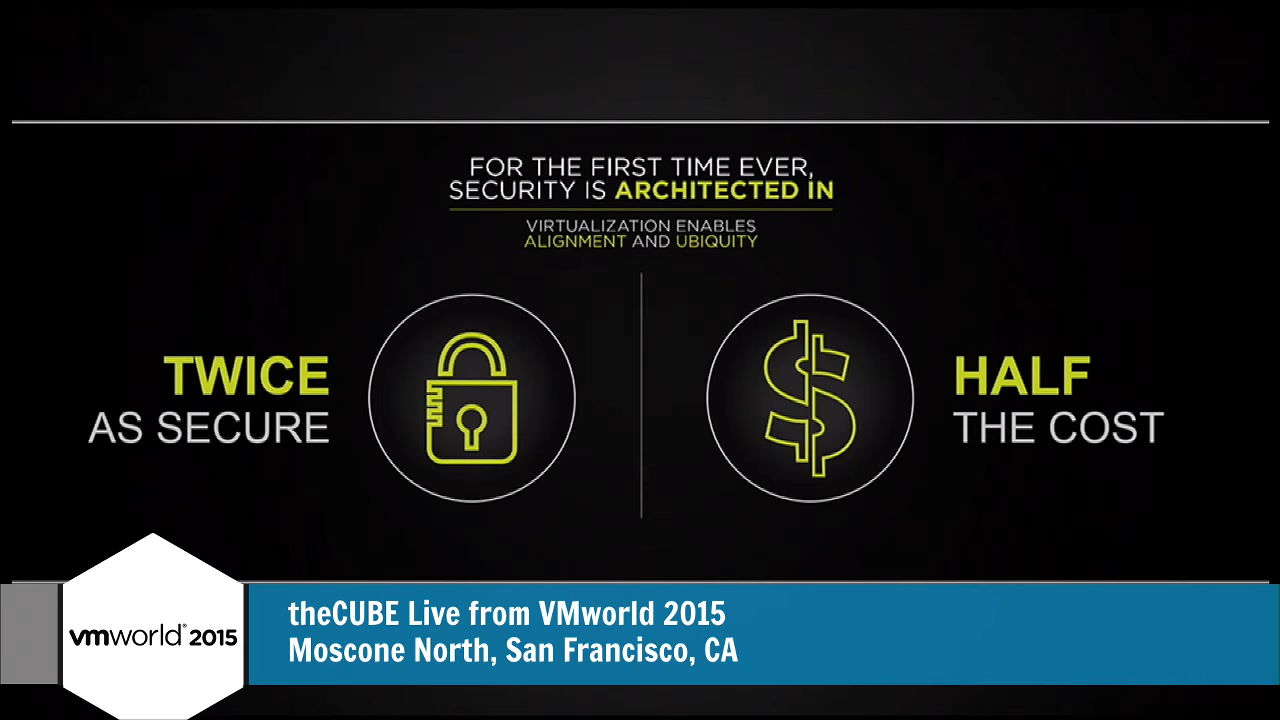 FOR THE FIRST TIME EVER,
SECURITY IS ARCHITECTED IN
VIRTUALIZATION ENABLES
ALIGNMENT AND UBIQUITY
TWICE
AS SECURE
$
HALF
THE COST
vmworld® 2015
theCUBE Live from VMworld 2015
Moscone North, San Francisco, CA